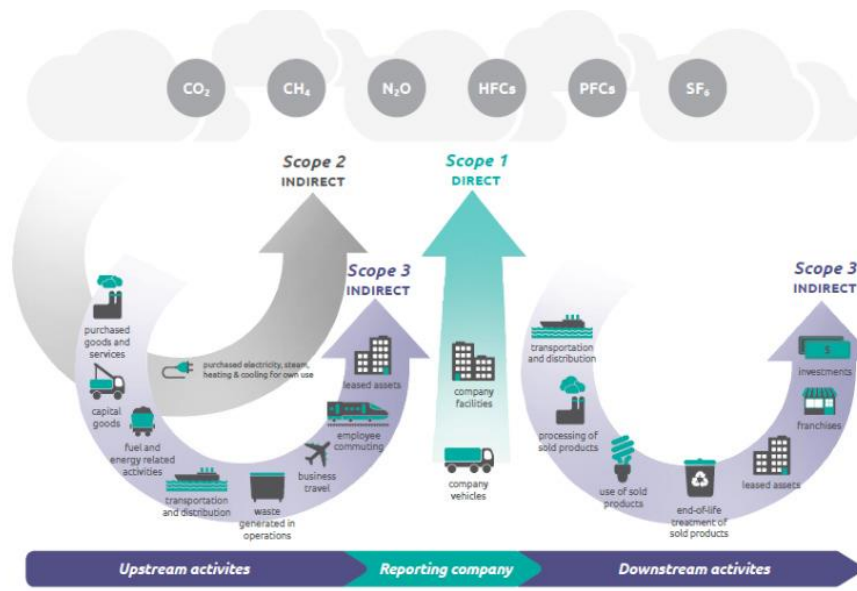 CO₂
CH₄
N₂O
HFCs
PFCs
SF₆
Scope 2
INDIRECT
Scope 1
DIRECT
Scope 3
INDIRECT
Scope 3
INDIRECT
purchased
goods and
services
capital
goods
fuel and
energy related
activities
transportation
and distribution
waste
generated in
operations
business
travel
employee
commuting
leased assets
purchased electricity, steam,
heating & cooling for own use
company
facilities
company
vehicles
transportation
and distribution
processing of
sold products
use of sold
products
end-of-life
treatment of
sold products
leased assets
franchises
$
investments
Upstream activites
Reporting company
Downstream activites